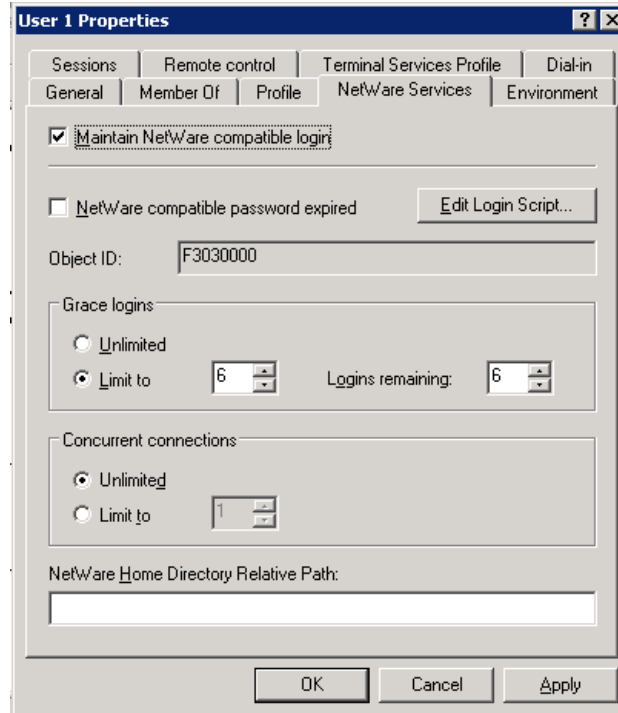 User 1 Properties
Sessions Remote control Terminal Services Profile Dial-in
General Member Of Profile NetWare Services Environment
Maintain NetWare compatible login
NetWare compatible password expired Edit Login Script...
Object ID: F3030000
Grace logins
Unlimited
Limit to 6 Logins remaining: 6
Concurrent connections
Unlimited
Limit to 1
NetWare Home Directory Relative Path:
OK Cancel Apply